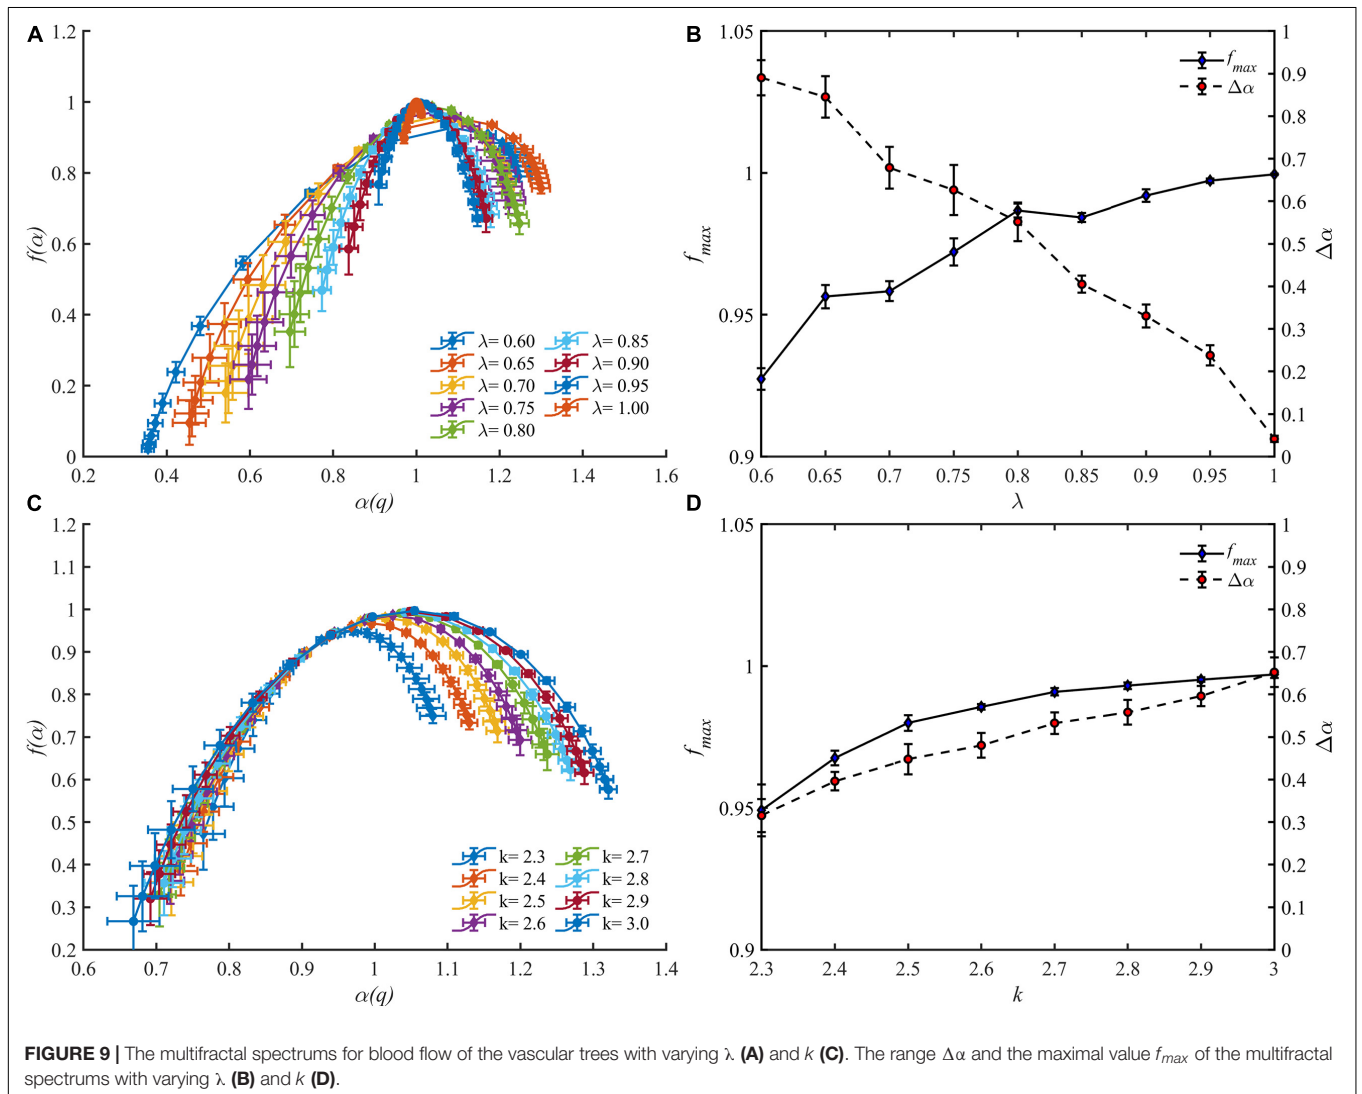 A
1.2
1
0.8
0.6
0.4
0.2
0
0.2 0.4 0.6 0.8 1 1.2 1.4 1.6
f(α)
α(q)
λ= 0.60 λ= 0.85
λ= 0.65 λ= 0.90
λ= 0.70 λ= 0.95
λ= 0.75 λ= 1.00
λ= 0.80
B
1.05
1
0.95
0.9
0.6 0.65 0.7 0.75 0.8 0.85 0.9 0.95 1
1
0.9
0.8
0.7
0.6
0.5
0.4
0.3
0.2
0.1
0
fmax
λ
Δα
fmax
Δα
C
1.2
1.1
1
0.9
0.8
0.7
0.6
0.5
0.4
0.3
0.2
0.6 0.7 0.8 0.9 1 1.1 1.2 1.3 1.4
f(α)
α(q)
k= 2.3 k= 2.7
k= 2.4 k= 2.8
k= 2.5 k= 2.9
k= 2.6 k= 3.0
D
1.05
1
0.95
0.9
2.3 2.4 2.5 2.6 2.7 2.8 2.9 3
1
0.9
0.8
0.7
0.6
0.5
0.4
0.3
0.2
0.1
0
fmax
k
Δα
fmax
Δα
FIGURE 9 | The multifractal spectrums for blood flow of the vascular trees with varying λ (A) and k (C). The range Δα and the maximal value fmax of the multifractal
spectrums with varying λ (B) and k (D).